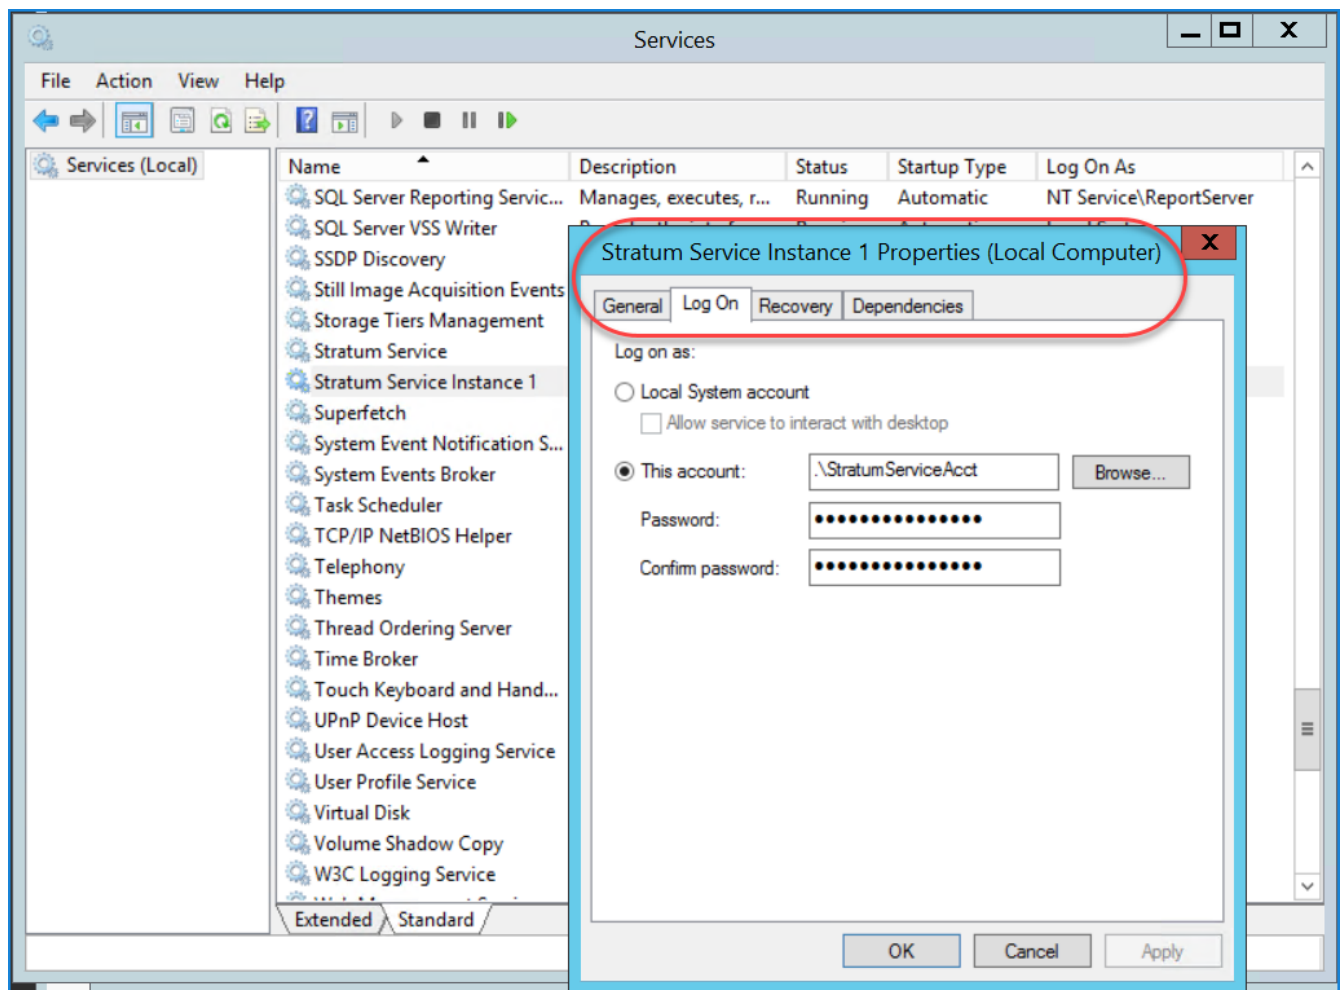 Services
X
File Action View Help
Services (Local)
Name Description Status Startup Type Log On As
SQL Server Reporting Servic... Manages, executes, r... Running Automatic NT Service\ReportServer
SQL Server VSS Writer
SSDP Discovery
Still Image Acquisition Events
Storage Tiers Management
Stratum Service
Stratum Service Instance 1
Superfetch
System Event Notification S...
System Events Broker
Task Scheduler
TCP/IP NetBIOS Helper
Telephony
Themes
Thread Ordering Server
Time Broker
Touch Keyboard and Hand...
UPnP Device Host
User Access Logging Service
User Profile Service
Virtual Disk
Volume Shadow Copy
W3C Logging Service
Extended Standard
Stratum Service Instance 1 Properties (Local Computer)
X
General Log On Recovery Dependencies
Log on as:
Local System account
Allow service to interact with desktop
This account: .\StratumServiceAcct Browse...
Password: •••••••••••••••
Confirm password: •••••••••••••••
OK Cancel Apply